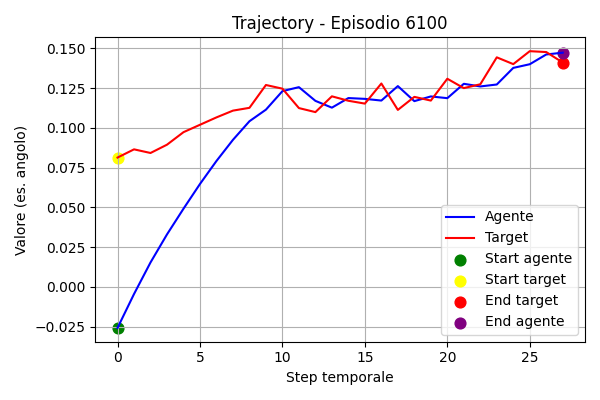 Trajectory - Episodio 6100
Valore (es. angolo)
0.150
0.125
0.100
0.075
0.050
0.025
0.000
−0.025
0
5
10
15
20
25
Step temporale
Agente
Target
Start agente
Start target
End target
End agente